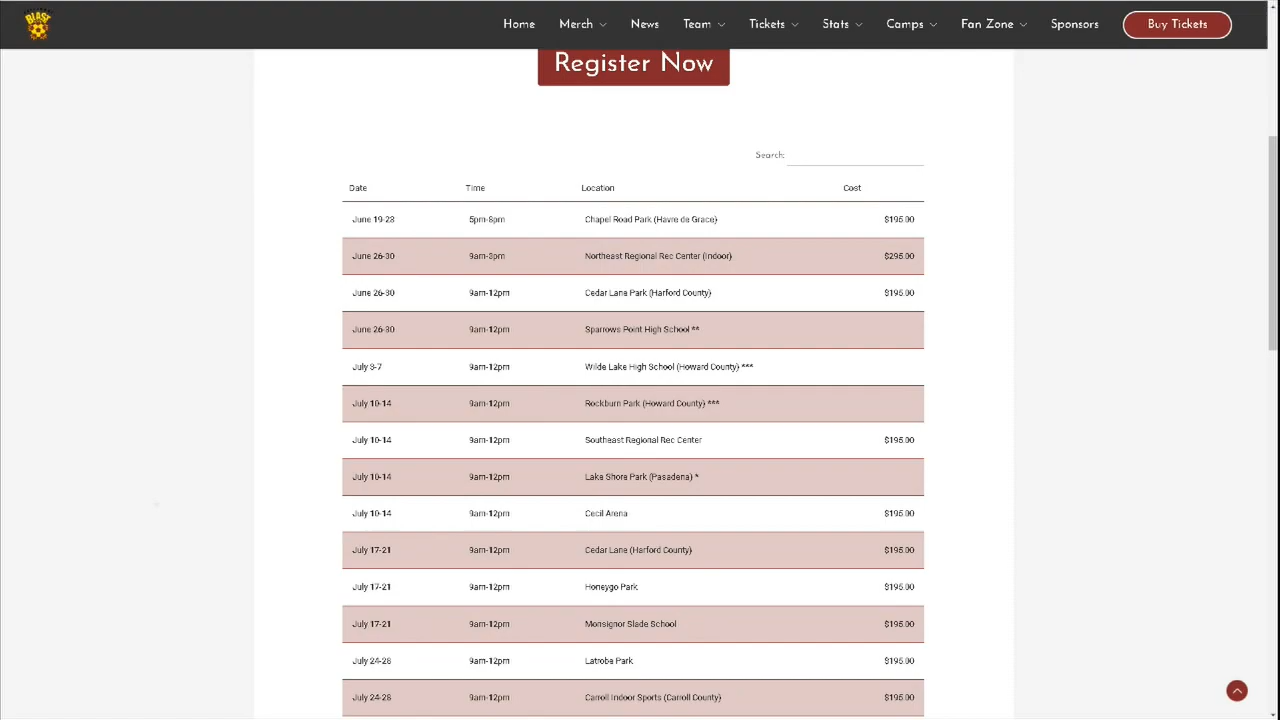 BLAST
Home Merch News Team Tickets Stats Camps Fan Zone Sponsors Buy Tickets
Register Now
Search:
Date Time Location Cost
June 19-23 5pm-8pm Chapel Road Park (Havre de Grace) $195.00
June 26-30 9am-3pm Northeast Regional Rec Center (Indoor) $295.00
June 26-30 9am-12pm Cedar Lane Park (Harford County) $195.00
June 26-30 9am-12pm Sparrows Point High School **
July 3-7 9am-12pm Wilde Lake High School (Howard County) ***
July 10-14 9am-12pm Rockburn Park (Howard County) ***
July 10-14 9am-12pm Southeast Regional Rec Center $195.00
July 10-14 9am-12pm Lake Shore Park (Pasadena) *
July 10-14 9am-12pm Cecil Arena $195.00
July 17-21 9am-12pm Cedar Lane (Harford County) $195.00
July 17-21 9am-12pm Honeygo Park $195.00
July 17-21 9am-12pm Monsignor Slade School $195.00
July 24-28 9am-12pm Latrobe Park $195.00
July 24-28 9am-12pm Carroll Indoor Sports (Carroll County) $195.00